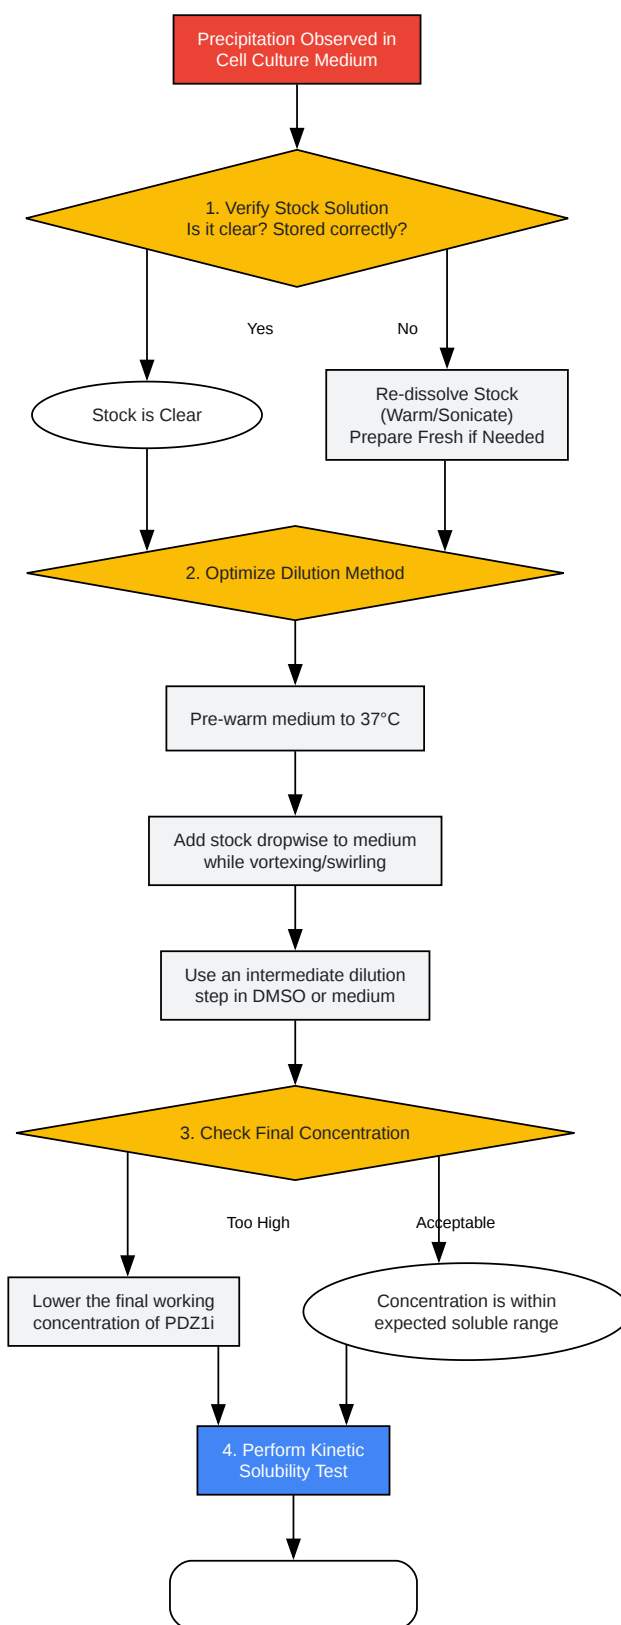 Precipitation Observed in
Cell Culture Medium
1. Verify Stock Solution
Is it clear? Stored correctly?
Yes
No
Stock is Clear
Re-dissolve Stock
(Warm/Sonicate)
Prepare Fresh if Needed
2. Optimize Dilution Method
Pre-warm medium to 37°C
Add stock dropwise to medium
while vortexing/swirling
Use an intermediate dilution
step in DMSO or medium
3. Check Final Concentration
Too High
Acceptable
Lower the final working
concentration of PDZ1i
Concentration is within
expected soluble range
4. Perform Kinetic
Solubility Test